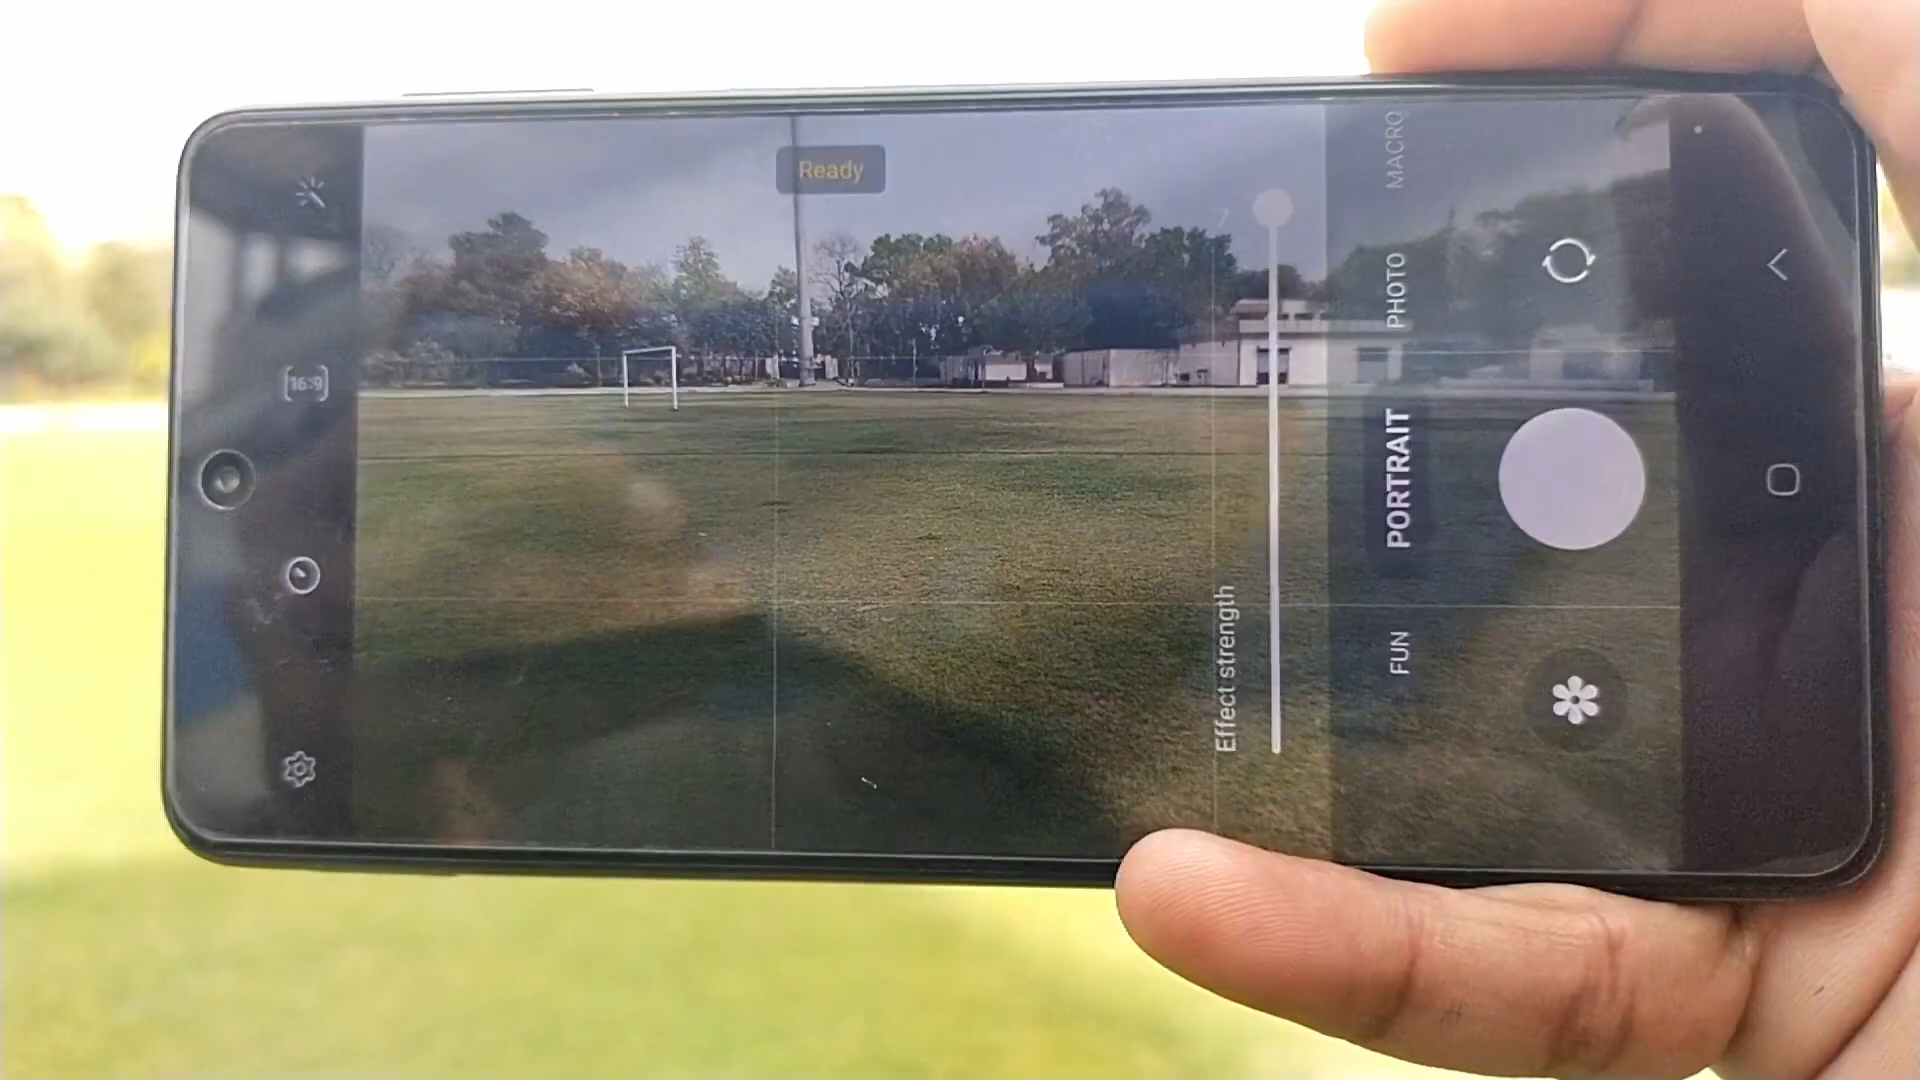 Ready
16:9
Effect strength
MACRO
PHOTO
PORTRAIT
FUN